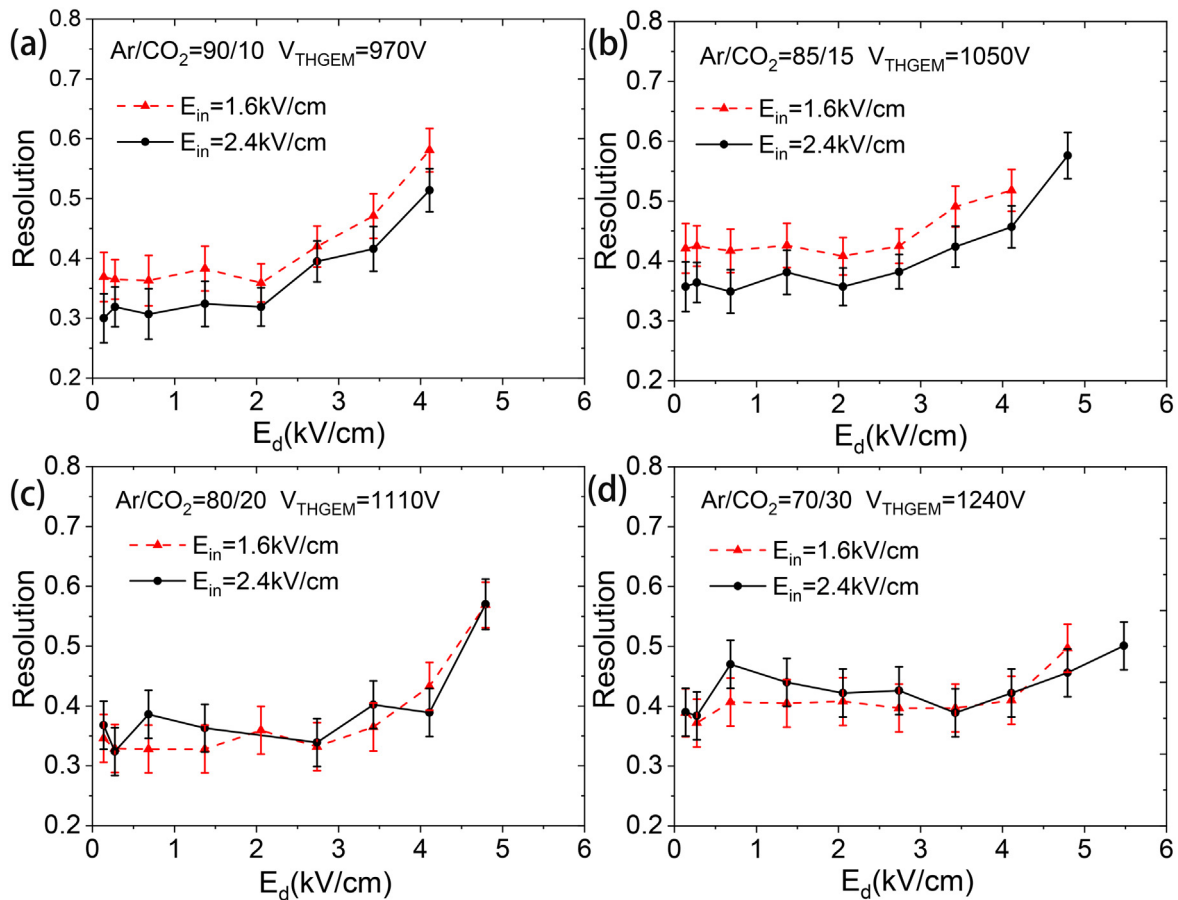 (a)
Ar/CO2=90/10 VTHGEM=970V
Ein=1.6kV/cm
Ein=2.4kV/cm
Resolution
0.8
0.7
0.6
0.5
0.4
0.3
0.2
0 1 2 3 4 5 6
Ed(kV/cm)
(b)
Ar/CO2=85/15 VTHGEM=1050V
Ein=1.6kV/cm
Ein=2.4kV/cm
Resolution
0.8
0.7
0.6
0.5
0.4
0.3
0.2
0 1 2 3 4 5 6
Ed(kV/cm)
(c)
Ar/CO2=80/20 VTHGEM=1110V
Ein=1.6kV/cm
Ein=2.4kV/cm
Resolution
0.8
0.7
0.6
0.5
0.4
0.3
0.2
0 1 2 3 4 5 6
Ed(kV/cm)
(d)
Ar/CO2=70/30 VTHGEM=1240V
Ein=1.6kV/cm
Ein=2.4kV/cm
Resolution
0.8
0.7
0.6
0.5
0.4
0.3
0.2
0 1 2 3 4 5 6
Ed(kV/cm)